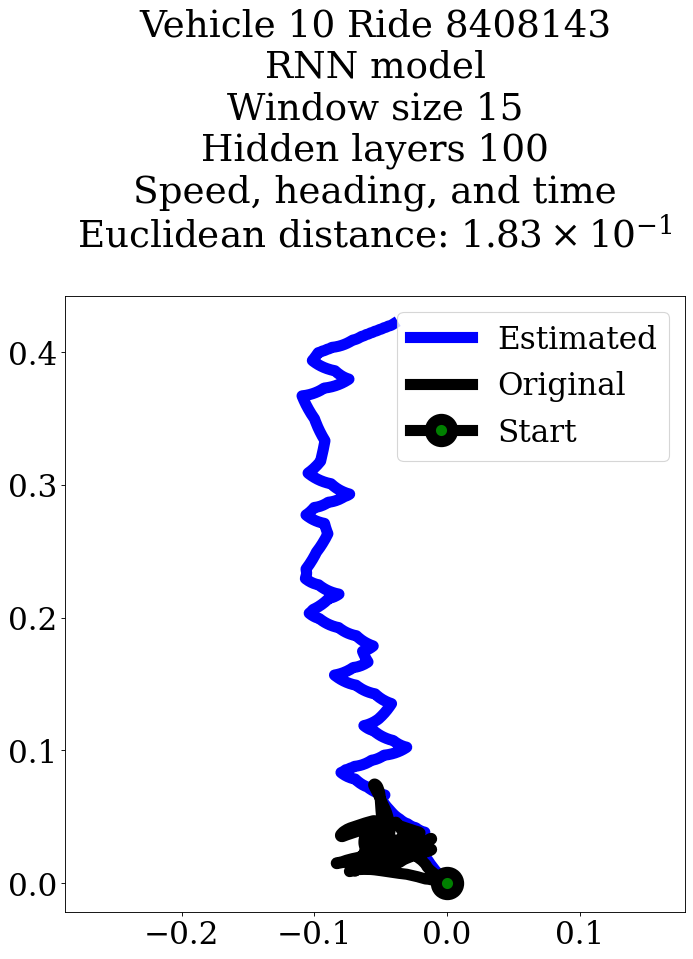 Vehicle 10 Ride 8408143
RNN model
Window size 15
Hidden layers 100
Speed, heading, and time
Euclidean distance: 1.83 × 10⁻¹
Estimated
Original
Start
0.4
0.3
0.2
0.1
0.0
−0.2 −0.1 0.0 0.1